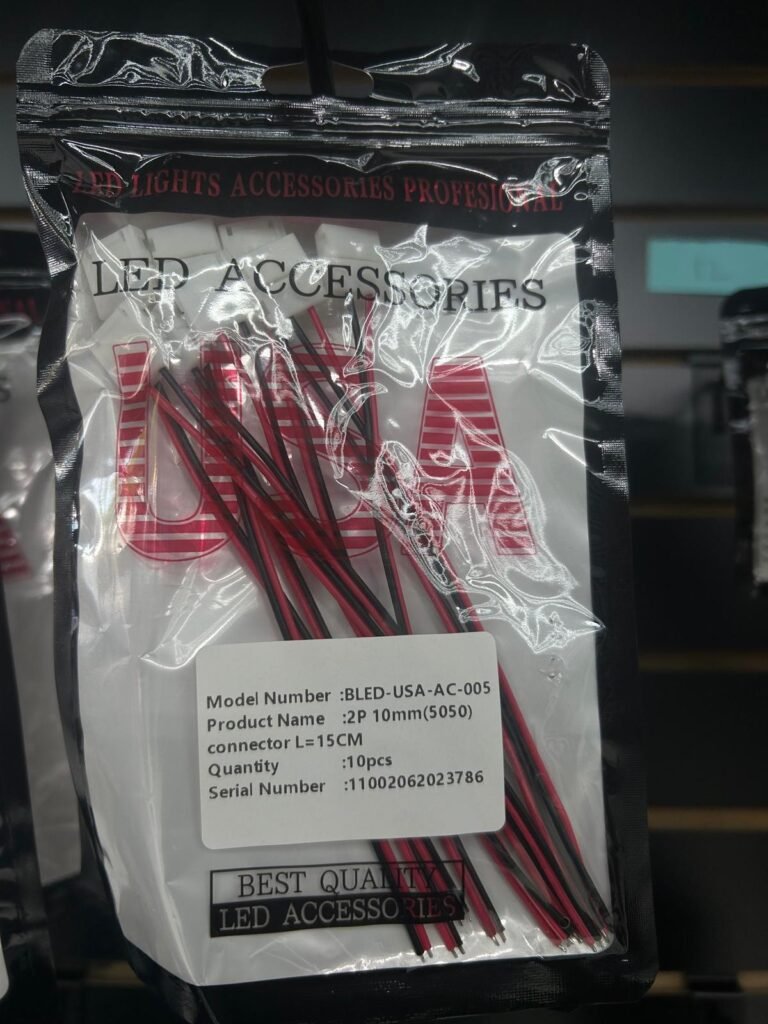 LED LIGHTS ACCESSORIES PROFESIONAL
LED ACCESSORIES
USA
Model Number :BLED-USA-AC-005
Product Name :2P 10mm(5050)
connector L=15CM
Quantity :10pcs
Serial Number :11002062023786
BEST QUALITY
LED ACCESSORIES